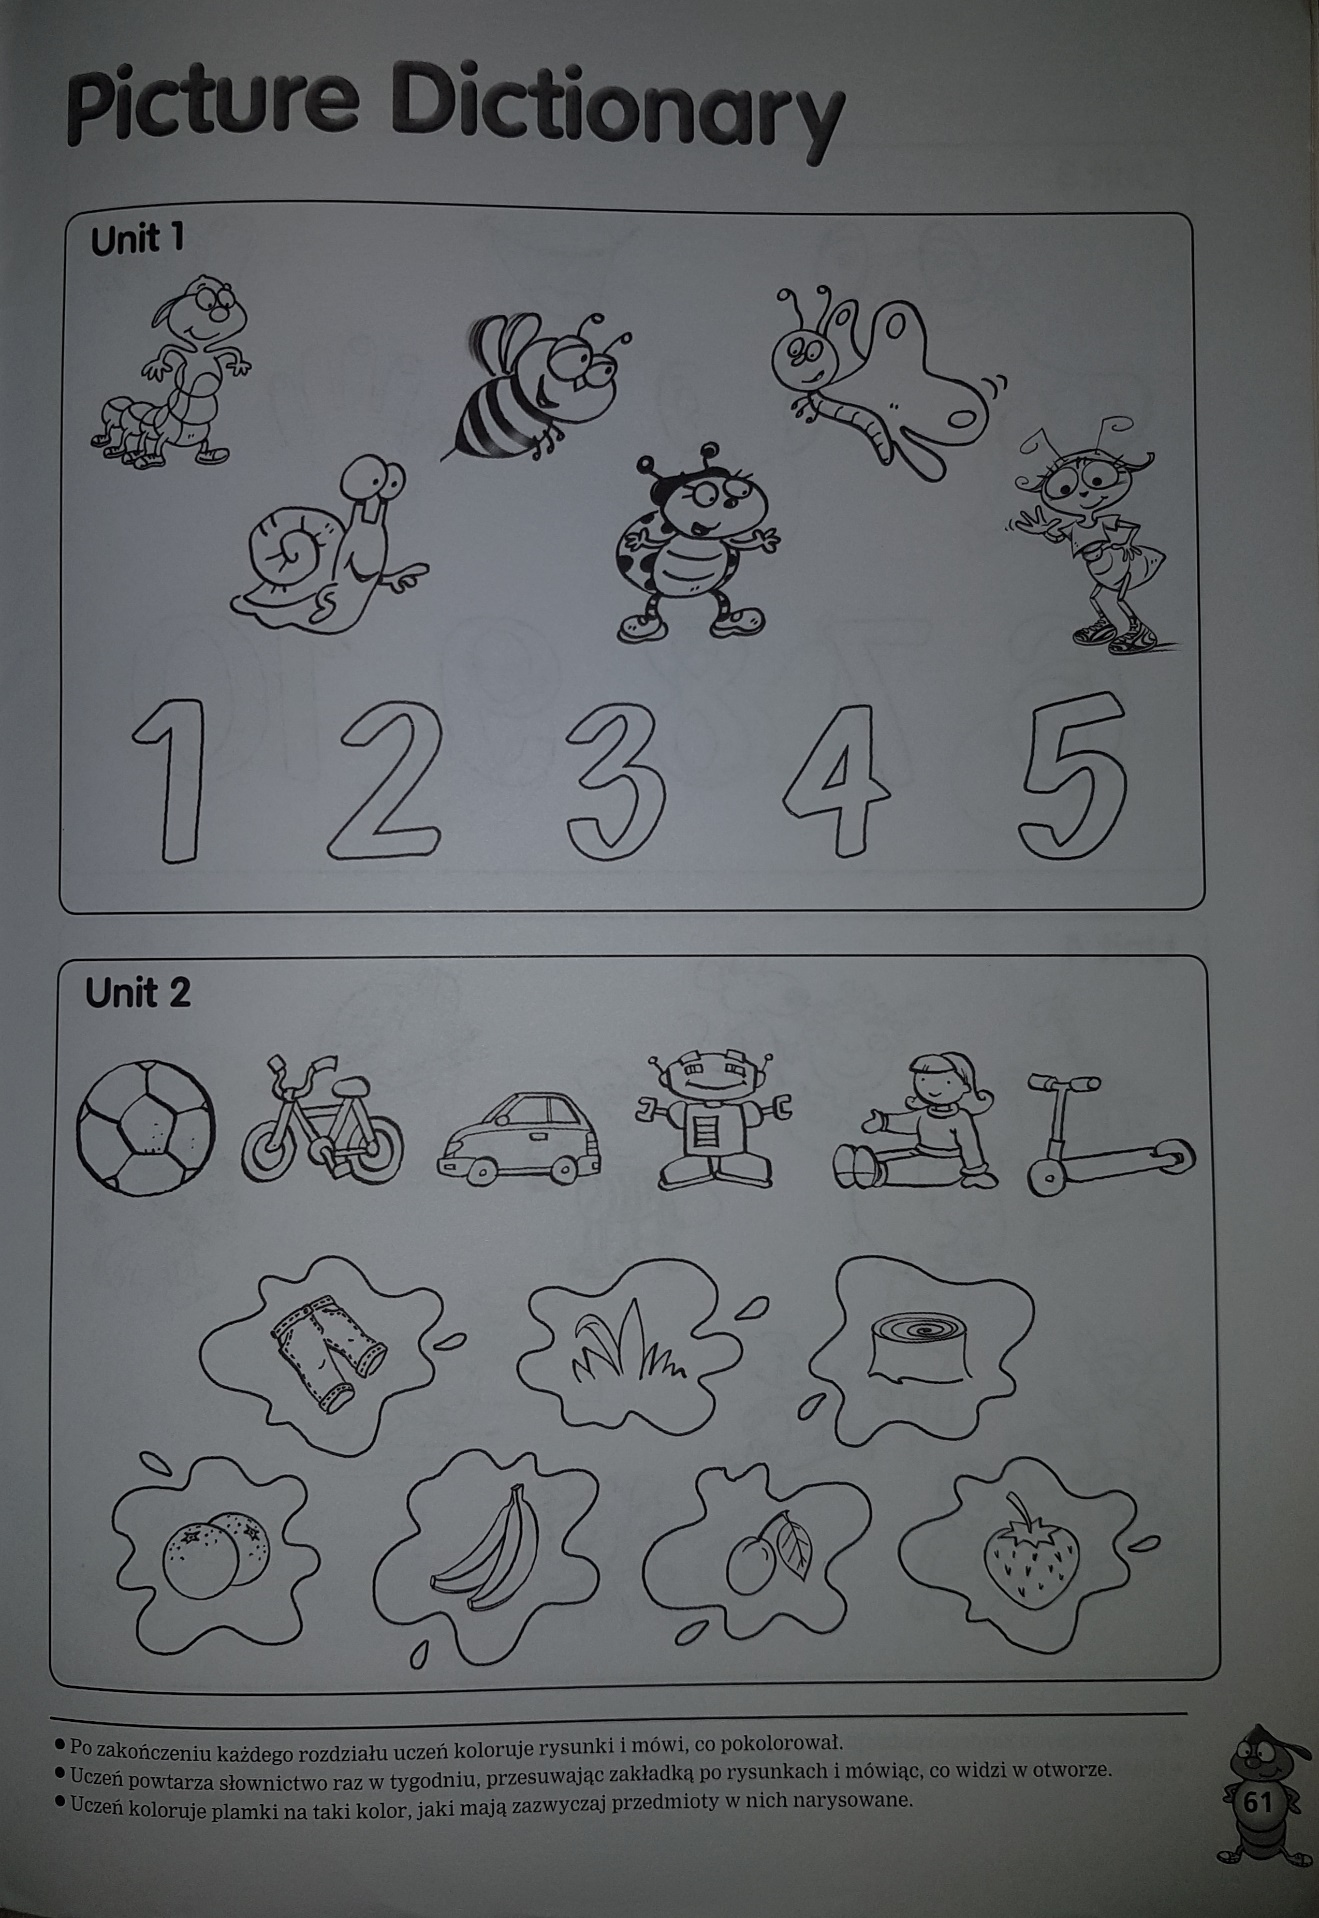 Picture Dictionary
Unit 1
1 2 3 4 5
Unit 2
• Po zakończeniu każdego rozdziału uczeń koloruje rysunki i mówi, co pokolorował.
• Uczeń powtarza słownictwo raz w tygodniu, przesuwając zakładką po rysunkach i mówiąc, co widzi w otworze.
• Uczeń koloruje plamki na taki kolor, jaki mają zazwyczaj przedmioty w nich narysowane.
61